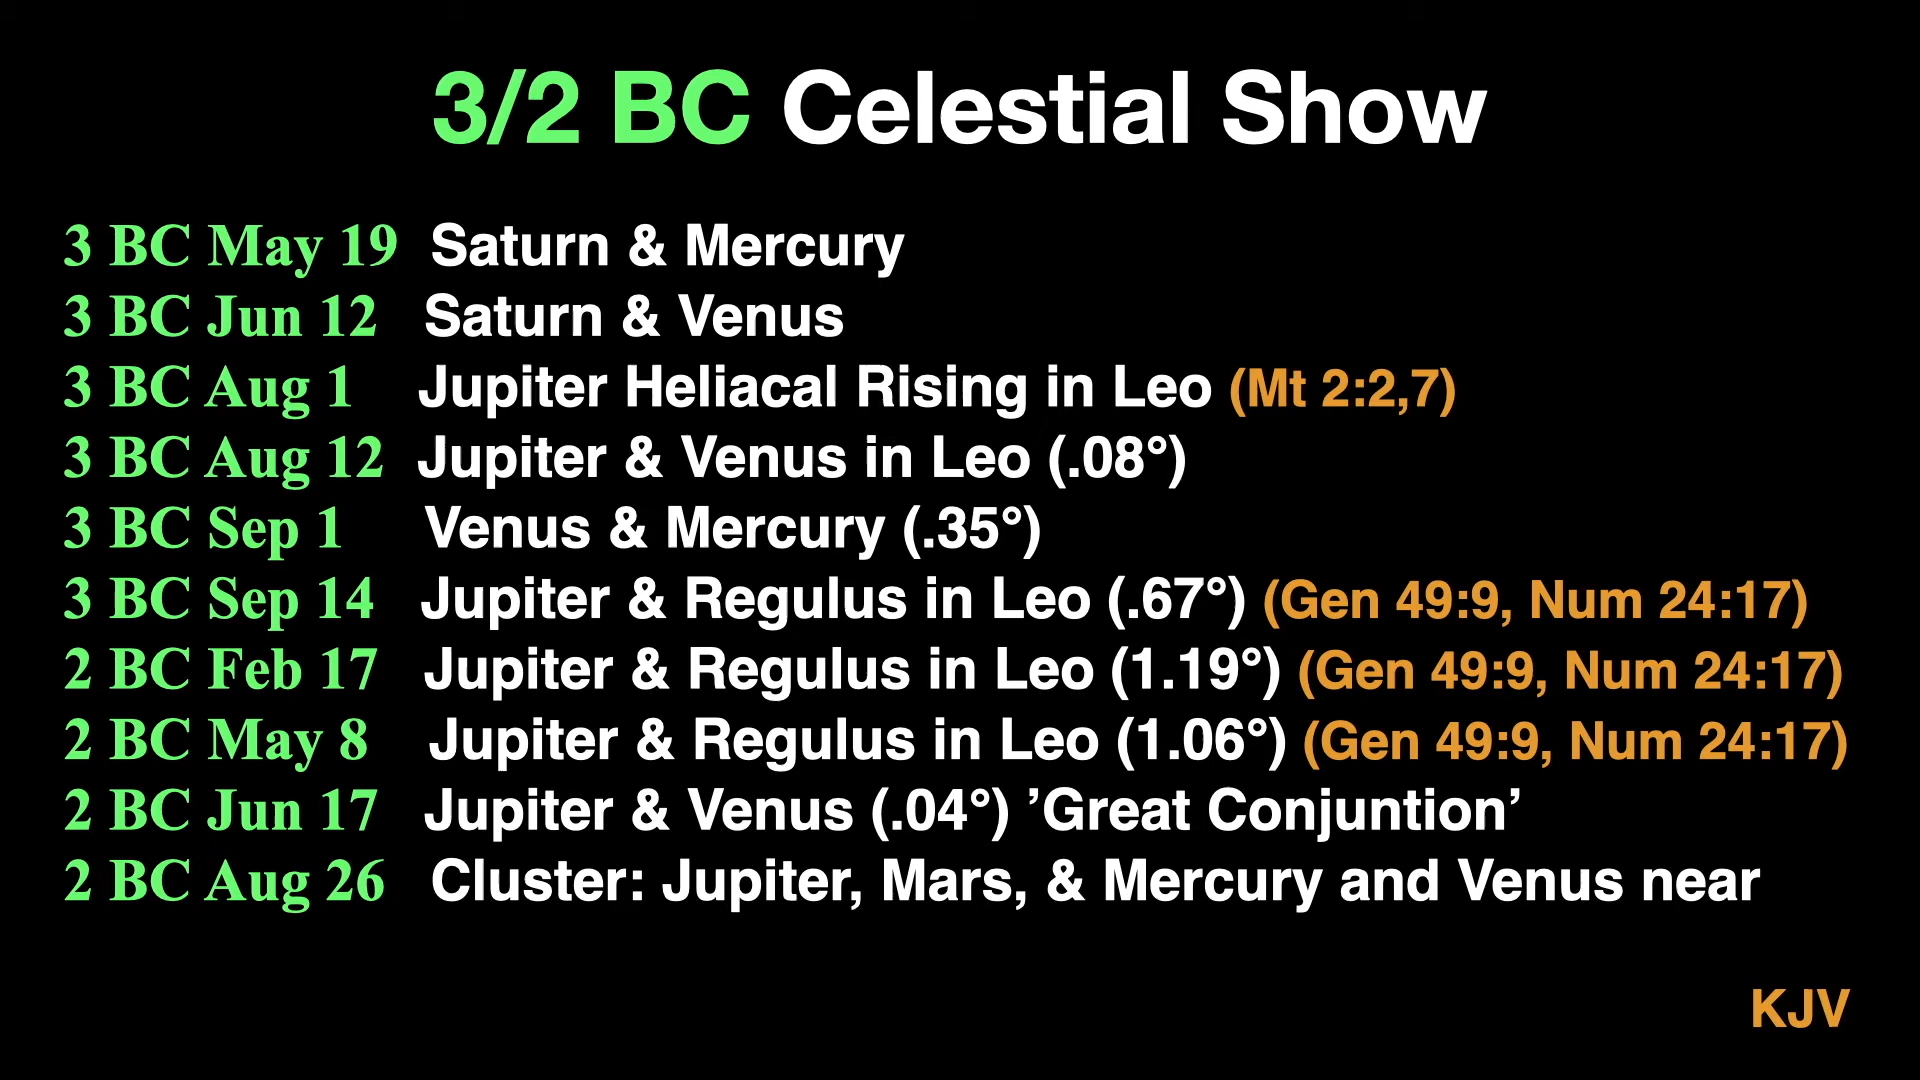 3/2 BC Celestial Show
3 BC May 19 Saturn & Mercury
3 BC Jun 12 Saturn & Venus
3 BC Aug 1 Jupiter Heliacal Rising in Leo (Mt 2:2,7)
3 BC Aug 12 Jupiter & Venus in Leo (.08°)
3 BC Sep 1 Venus & Mercury (.35°)
3 BC Sep 14 Jupiter & Regulus in Leo (.67°) (Gen 49:9, Num 24:17)
2 BC Feb 17 Jupiter & Regulus in Leo (1.19°) (Gen 49:9, Num 24:17)
2 BC May 8 Jupiter & Regulus in Leo (1.06°) (Gen 49:9, Num 24:17)
2 BC Jun 17 Jupiter & Venus (.04°) ’Great Conjuntion’
2 BC Aug 26 Cluster: Jupiter, Mars, & Mercury and Venus near
KJV